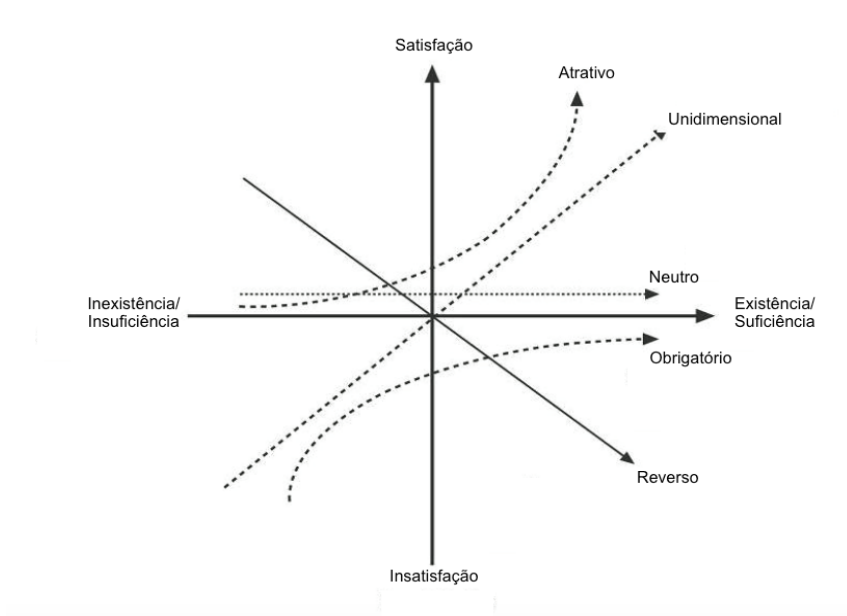 Satisfação
Atrativo
Unidimensional
Neutro
Inexistência/
Insuficiência
Existência/
Suficiência
Obrigatório
Reverso
Insatisfação